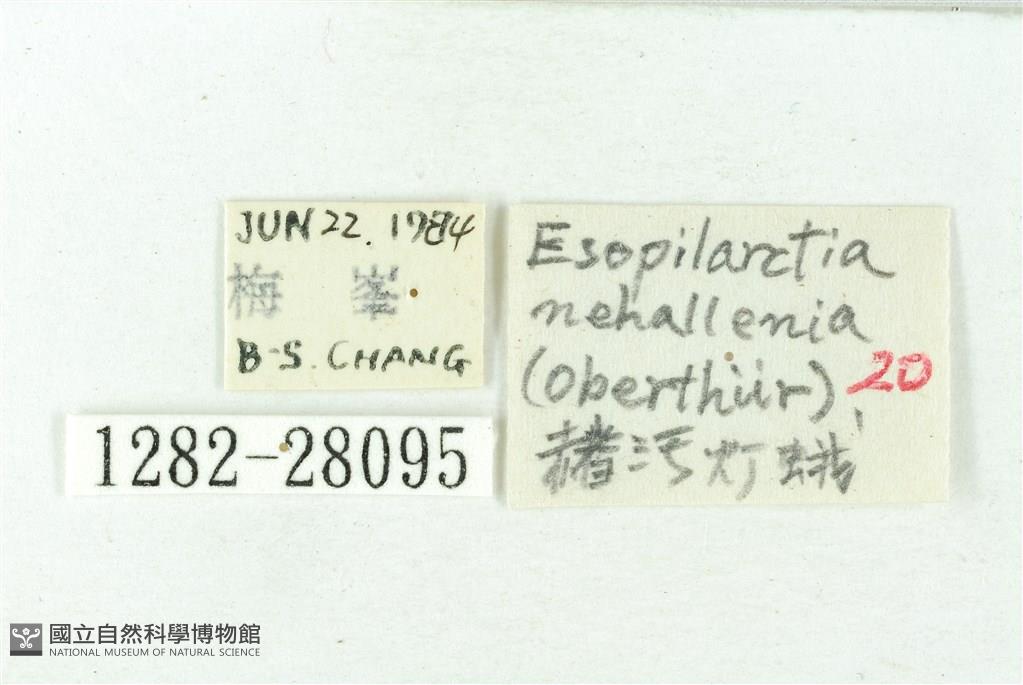 JUN 22. 1984
梅 峯
B-S. CHANG
1282-28095
Esopilarctia
nehallenia
(Oberthür) 20
赭污灯蛾
國立自然科學博物館
NATIONAL MUSEUM OF NATURAL SCIENCE